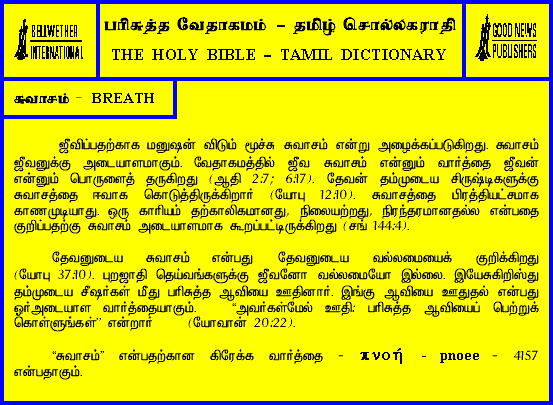 BELLWETHER
INTERNATIONAL
பரிசுத்த வேதாகமம் – தமிழ் சொல்லகராதி
THE HOLY BIBLE – TAMIL DICTIONARY
GOOD NEWS
PUBLISHERS
சுவாசம் - BREATH
ஜீவிப்பதற்காக மனுஷன் விடும் மூச்சு சுவாசம் என்று அழைக்கப்படுகிறது. சுவாசம்
ஜீவனுக்கு அடையாளமாகும். வேதாகமத்தில் ஜீவ சுவாசம் என்னும் வார்த்தை ஜீவன்
என்னும் பொருளைத் தருகிறது (ஆதி 2:7; 6:17). தேவன் தம்முடைய சிருஷ்டிகளுக்கு
சுவாசத்தை ஈவாக கொடுத்திருக்கிறார் (யோபு 12:10). சுவாசத்தை பிரத்தியட்சமாக
காணமுடியாது. ஒரு காரியம் தற்காலிகமானது, நிலையற்றது, நிரந்தரமானதல்ல என்பதை
குறிப்பதற்கு சுவாசம் அடையாளமாக கூறப்பட்டிருக்கிறது (சங் 144:4).
தேவனுடைய சுவாசம் என்பது தேவனுடைய வல்லமையைக் குறிக்கிறது
(யோபு 37:10). புறஜாதி தெய்வங்களுக்கு ஜீவனோ வல்லமையோ இல்லை. இயேசுகிறிஸ்து
தம்முடைய சீஷர்கள் மீது பரிசுத்த ஆவியை ஊதினார். இங்கு ஆவியை ஊதுதல் என்பது
ஓர்அடையாள வார்த்தையாகும். “அவர்கள்மேல் ஊதி: பரிசுத்த ஆவியைப் பெற்றுக்
கொள்ளுங்கள்” என்றார் (யோவான் 20:22).
“சுவாசம்” என்பதற்கான கிரேக்க வார்த்தை - πνοή - pnoee - 4157
என்பதாகும்.